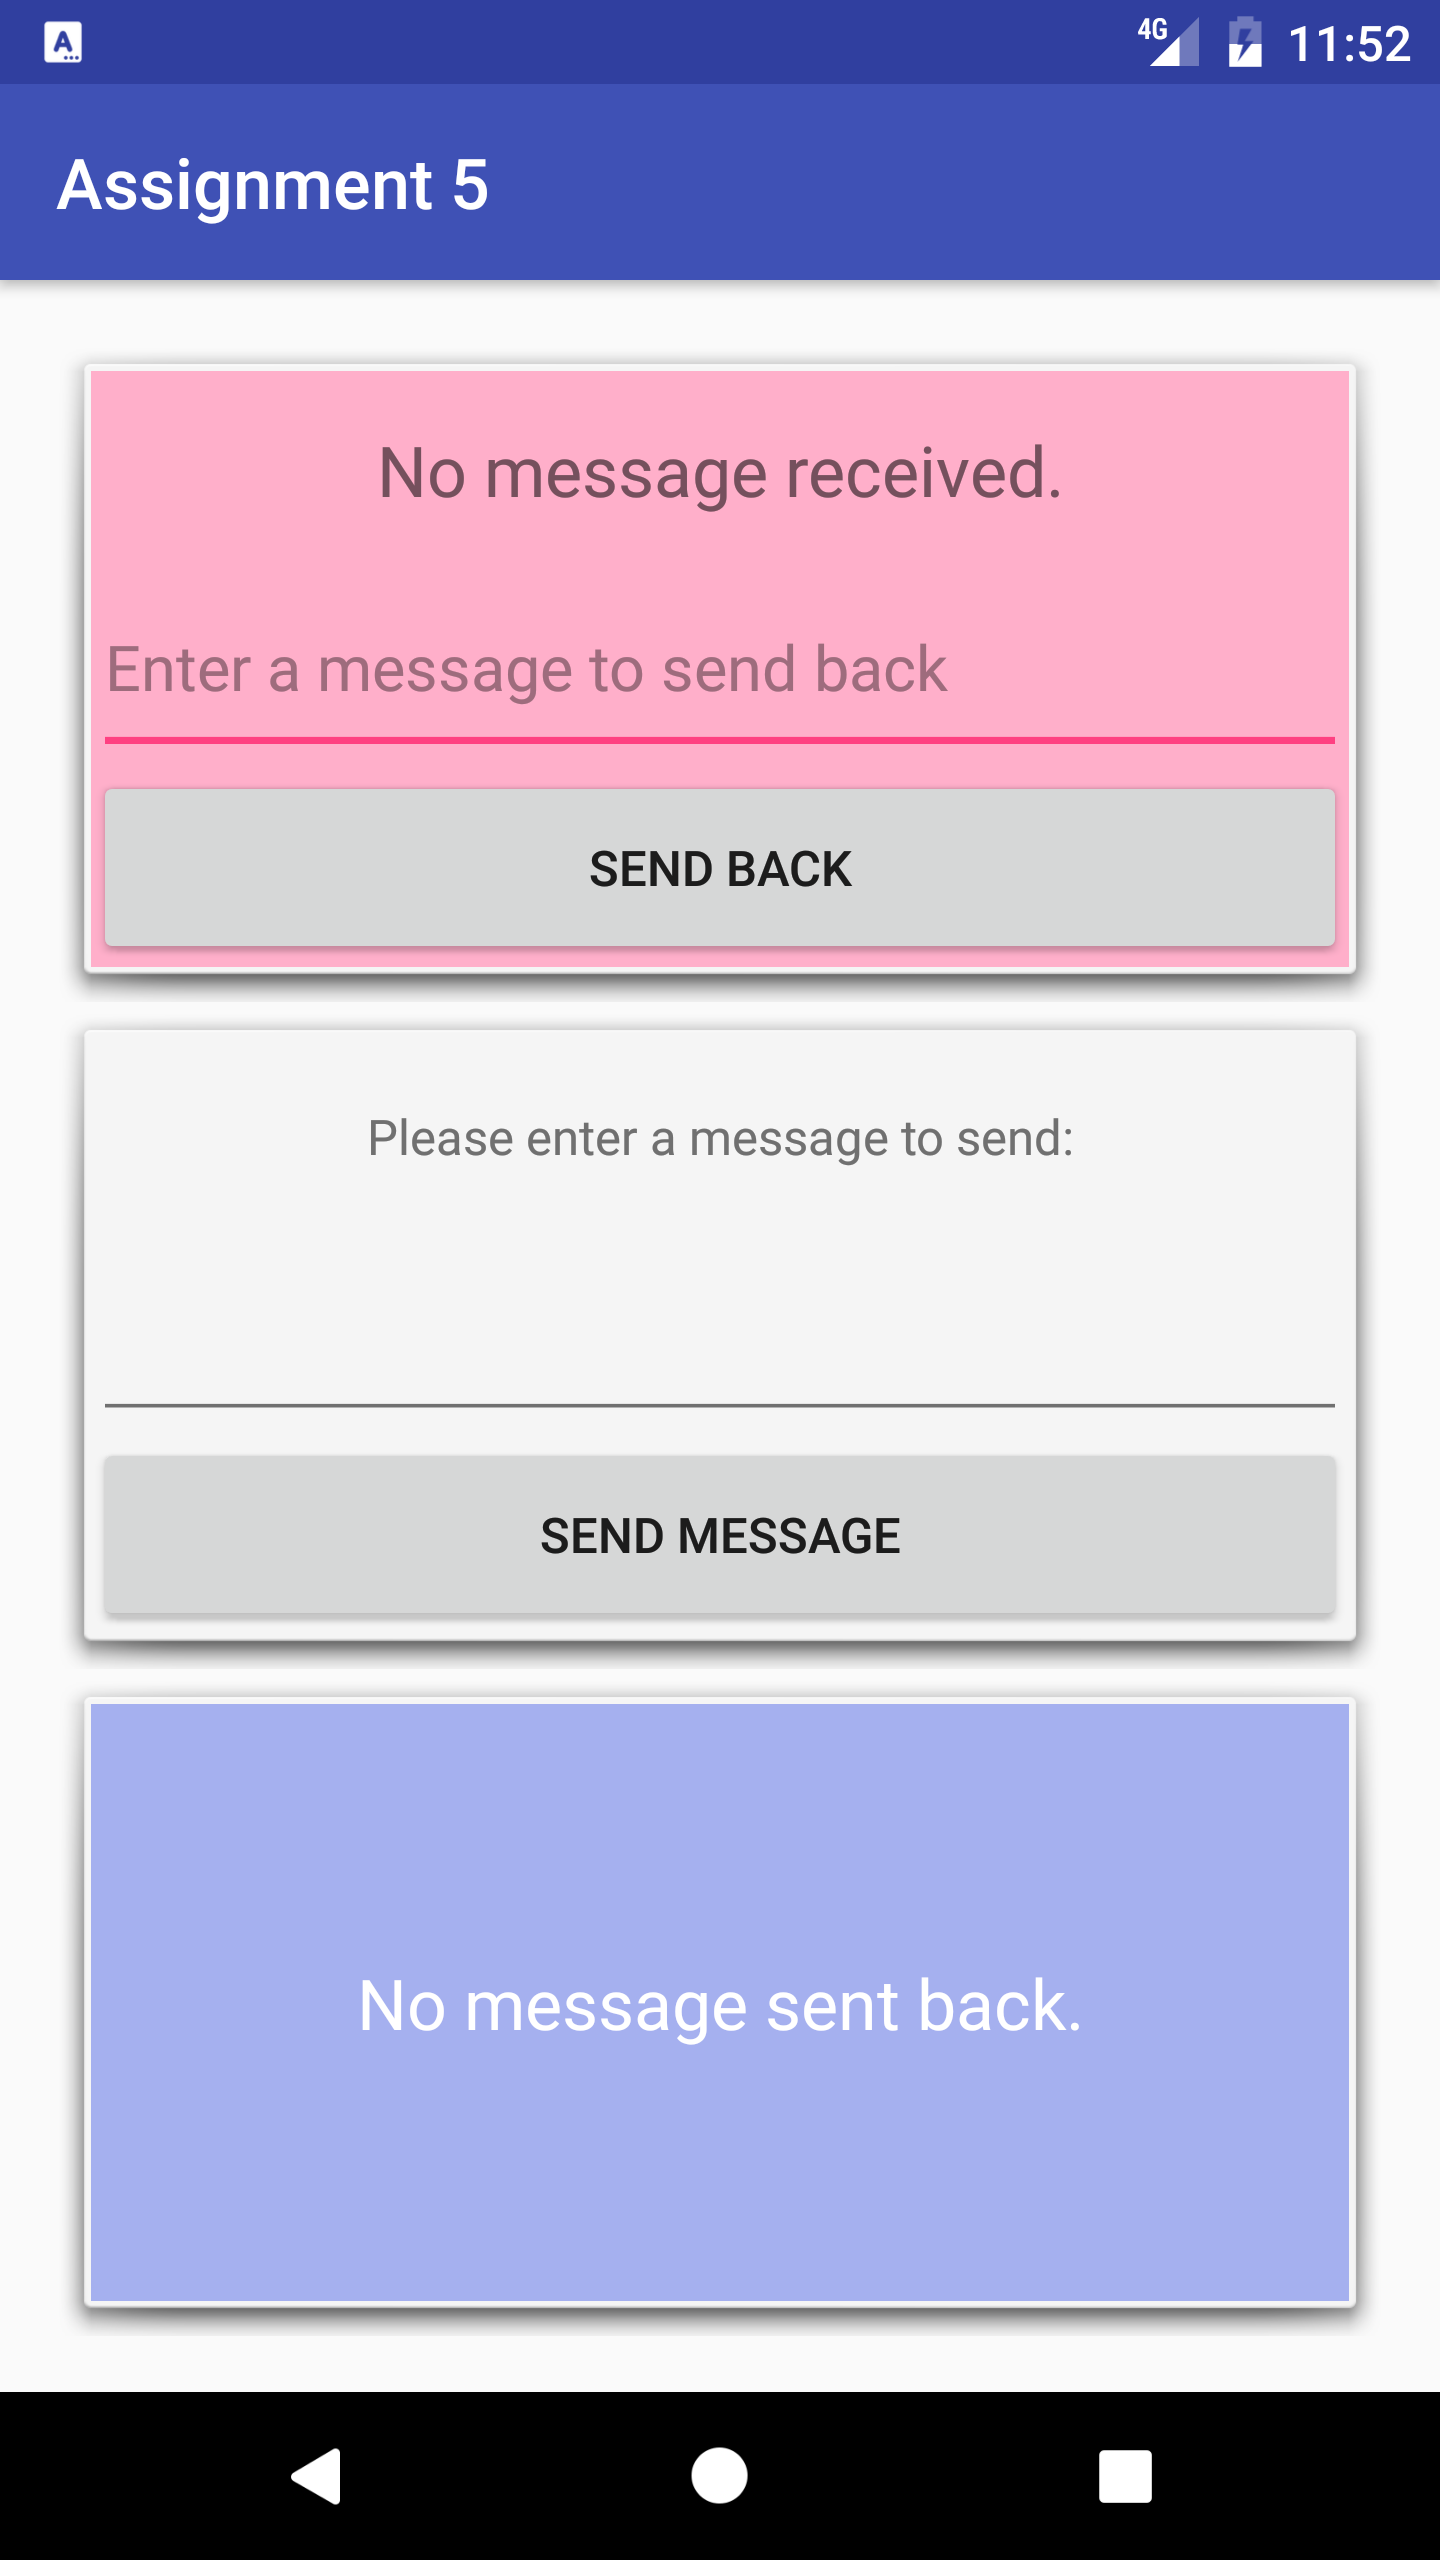 A
4G
11:52
Assignment 5
No message received.
Enter a message to send back
SEND BACK
Please enter a message to send:
SEND MESSAGE
No message sent back.